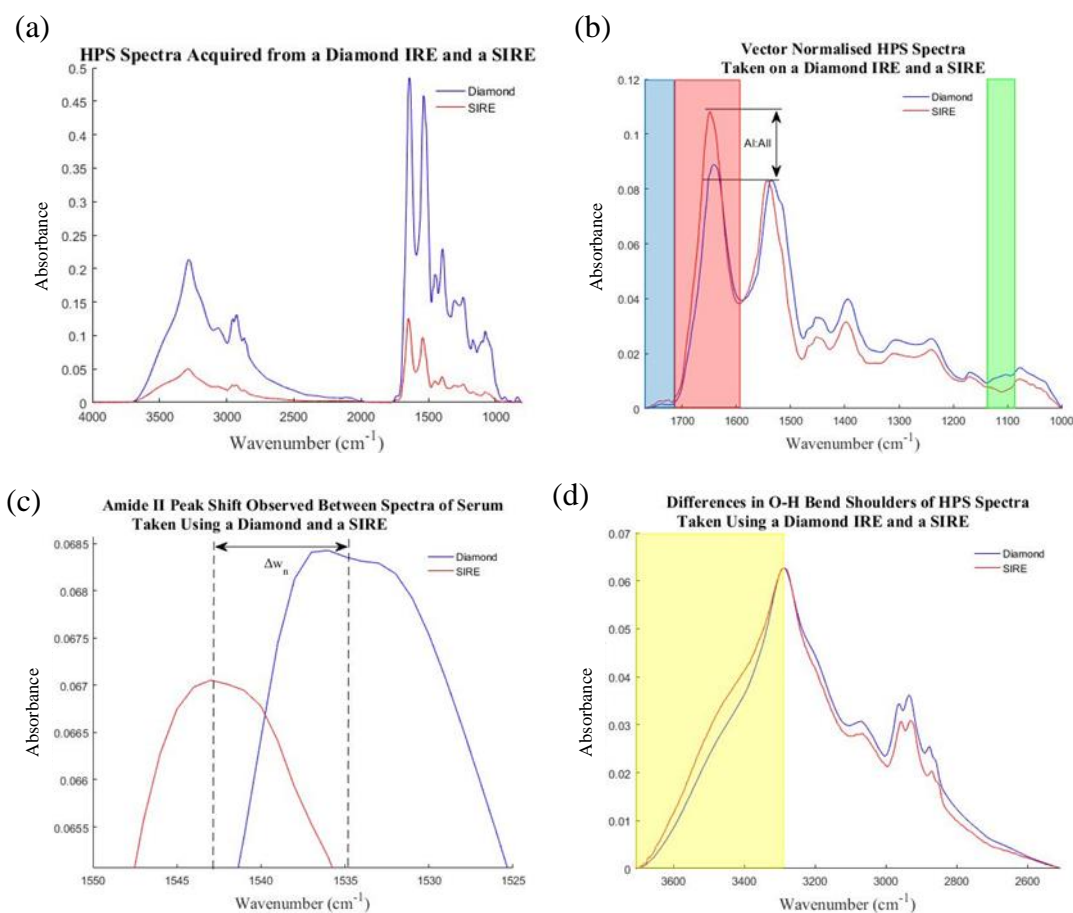 (a)
HPS Spectra Acquired from a Diamond IRE and a SIRE
Diamond
SIRE
0.5
0.45
0.4
0.35
0.3
0.25
0.2
0.15
0.1
0.05
0
Absorbance
4000 3500 3000 2500 2000 1500 1000
Wavenumber (cm⁻¹)
(b)
Vector Normalised HPS Spectra
Taken on a Diamond IRE and a SIRE
Diamond
SIRE
AI:AII
0.12
0.1
0.08
0.06
0.04
0.02
0
Absorbance
1700 1600 1500 1400 1300 1200 1100 1000
Wavenumber (cm⁻¹)
(c)
Amide II Peak Shift Observed Between Spectra of Serum
Taken Using a Diamond and a SIRE
Diamond
SIRE
Δwₙ
0.0685
0.068
0.0675
0.067
0.0665
0.066
0.0655
Absorbance
1550 1545 1540 1535 1530 1525
Wavenumber (cm⁻¹)
(d)
Differences in O-H Bend Shoulders of HPS Spectra
Taken Using a Diamond IRE and a SIRE
Diamond
SIRE
0.07
0.06
0.05
0.04
0.03
0.02
0.01
0
Absorbance
3600 3400 3200 3000 2800 2600
Wavenumber (cm⁻¹)